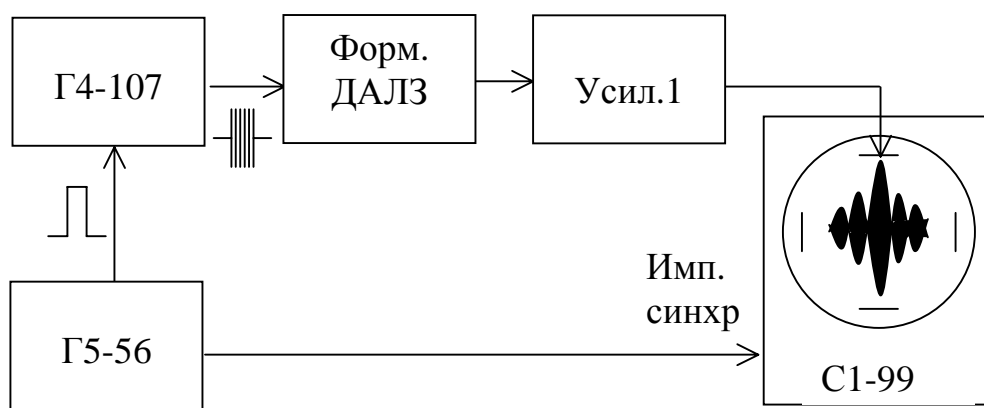 Г4-107
Форм.
ДАЛЗ
Усил.1
Имп.
синхр
Г5-56
С1-99